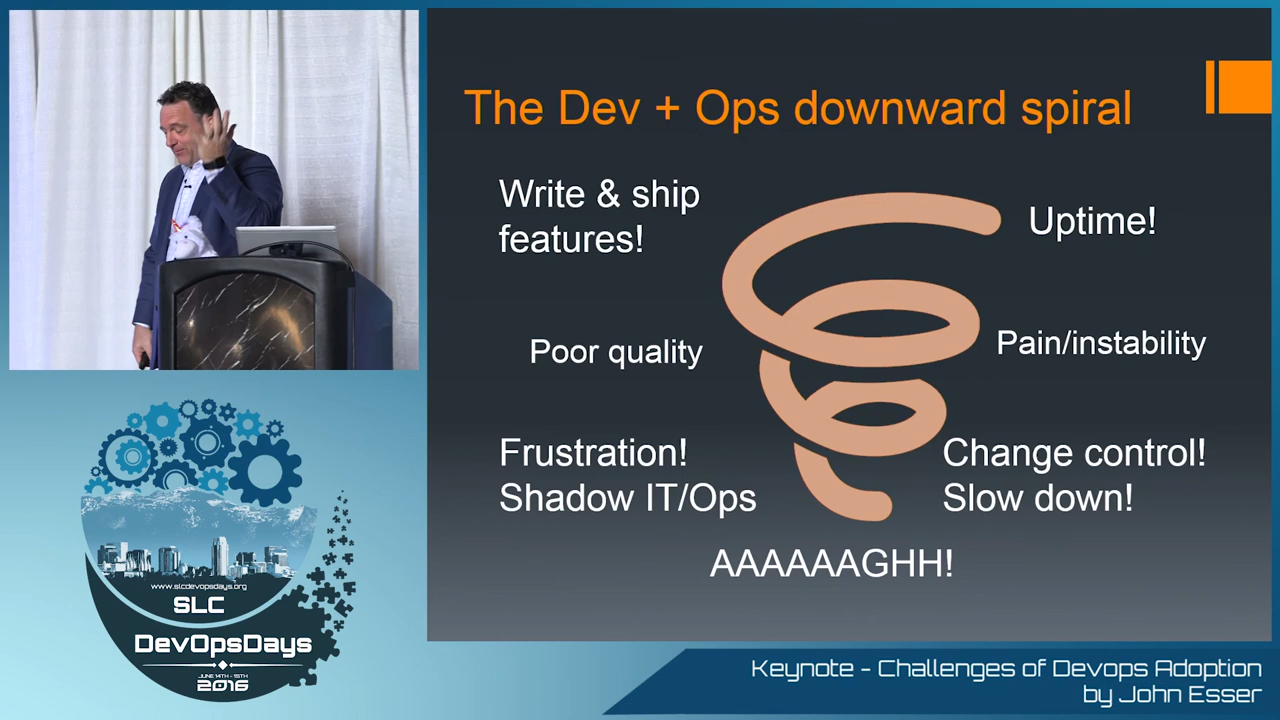 The Dev + Ops downward spiral
Write & ship
features!
Uptime!
Poor quality
Pain/instability
Frustration!
Shadow IT/Ops
Change control!
Slow down!
AAAAAAGHH!
www.slcdevopsdays.org
SLC
DevOpsDays
JUNE 14TH - 15TH
2016
Keynote - Challenges of Devops Adoption
by John Esser